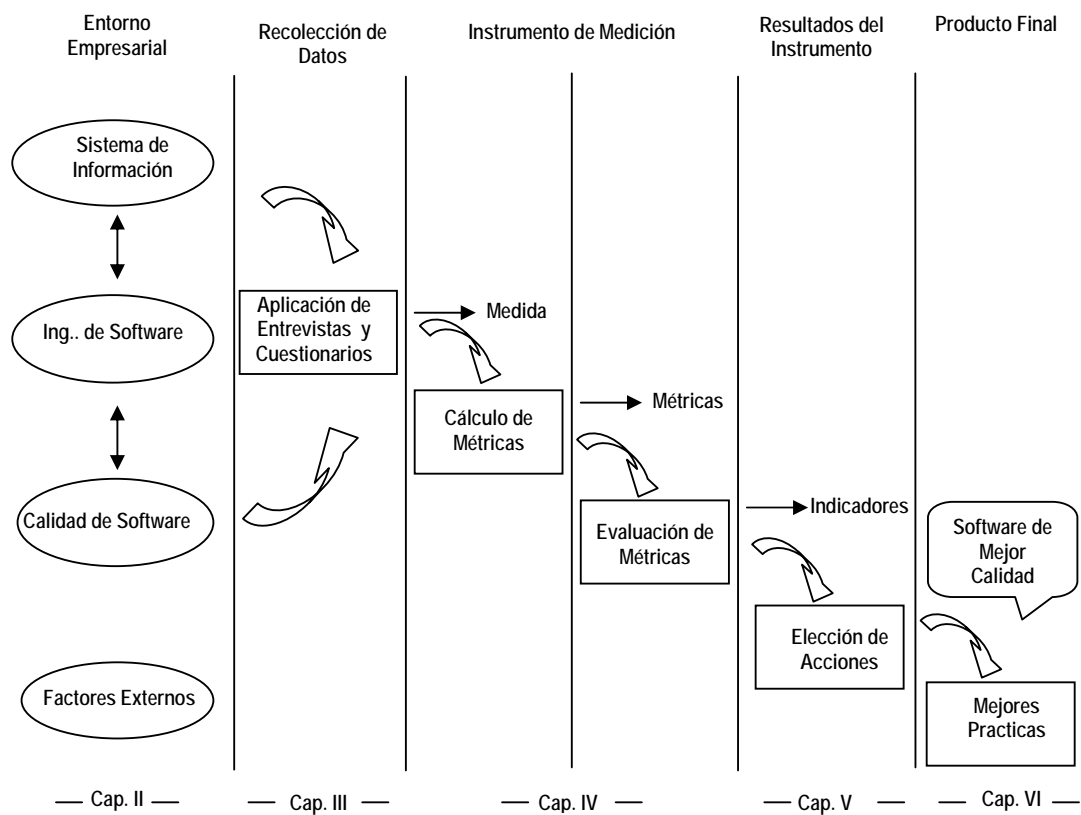 Entorno
Empresarial
Recolección de
Datos
Instrumento de Medición
Resultados del
Instrumento
Producto Final
Sistema de
Información
Ing.. de Software
Calidad de Software
Factores Externos
Aplicación de
Entrevistas y
Cuestionarios
Medida
Cálculo de
Métricas
Métricas
Evaluación de
Métricas
Indicadores
Elección de
Acciones
Software de
Mejor
Calidad
Mejores
Practicas
Cap. II
Cap. III
Cap. IV
Cap. V
Cap. VI